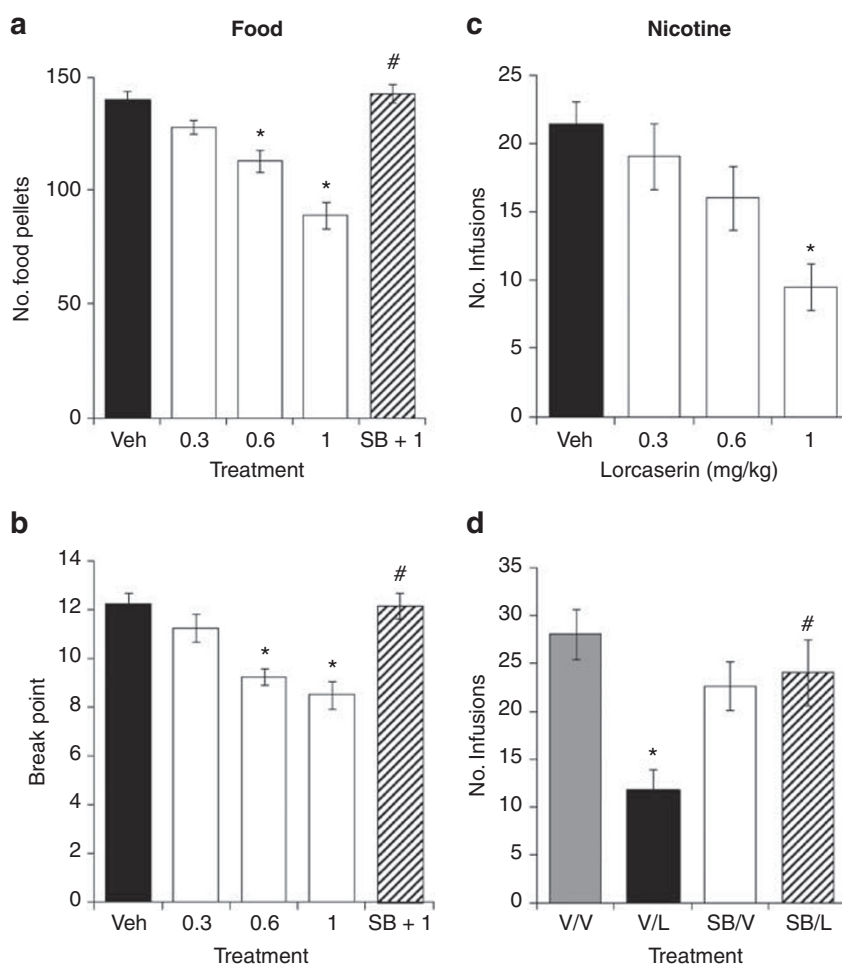 a
Food
No. food pellets
150
100
50
0
#
*
*
Veh 0.3 0.6 1 SB + 1
Treatment
c
Nicotine
No. Infusions
25
20
15
10
5
0
*
Veh 0.3 0.6 1
Lorcaserin (mg/kg)
b
Break point
14
12
10
8
6
4
2
0
#
*
*
Veh 0.3 0.6 1 SB + 1
Treatment
d
No. Infusions
35
30
25
20
15
10
5
0
#
*
V/V V/L SB/V SB/L
Treatment